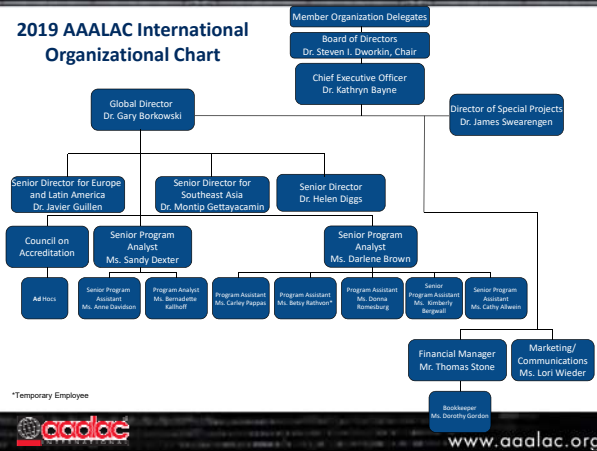 2019 AAALAC International
Organizational Chart
Member Organization Delegates
Board of Directors
Dr. Steven I. Dworkin, Chair
Chief Executive Officer
Dr. Kathryn Bayne
Global Director
Dr. Gary Borkowski
Director of Special Projects
Dr. James Swearengen
Senior Director for Europe
and Latin America
Dr. Javier Guillen
Senior Director for
Southeast Asia
Dr. Montip Gettayacamin
Senior Director
Dr. Helen Diggs
Council on
Accreditation
Senior Program
Analyst
Ms. Sandy Dexter
Senior Program
Analyst
Ms. Darlene Brown
Ad Hocs
Senior Program
Assistant
Ms. Anne Davidson
Program Analyst
Ms. Bernadette
Kallhoff
Program Assistant
Ms. Carley Pappas
Program Assistant
Ms. Betsy Rathvon*
Program Assistant
Ms. Donna
Romesburg
Senior
Program Assistant
Ms. Kimberly
Bergwall
Senior Program
Assistant
Ms. Cathy Allwein
Financial Manager
Mr. Thomas Stone
Marketing/
Communications
Ms. Lori Wieder
Bookkeeper
Ms. Dorothy Gordon
*Temporary Employee
aaalac
INTERNATIONAL
www.aaalac.org